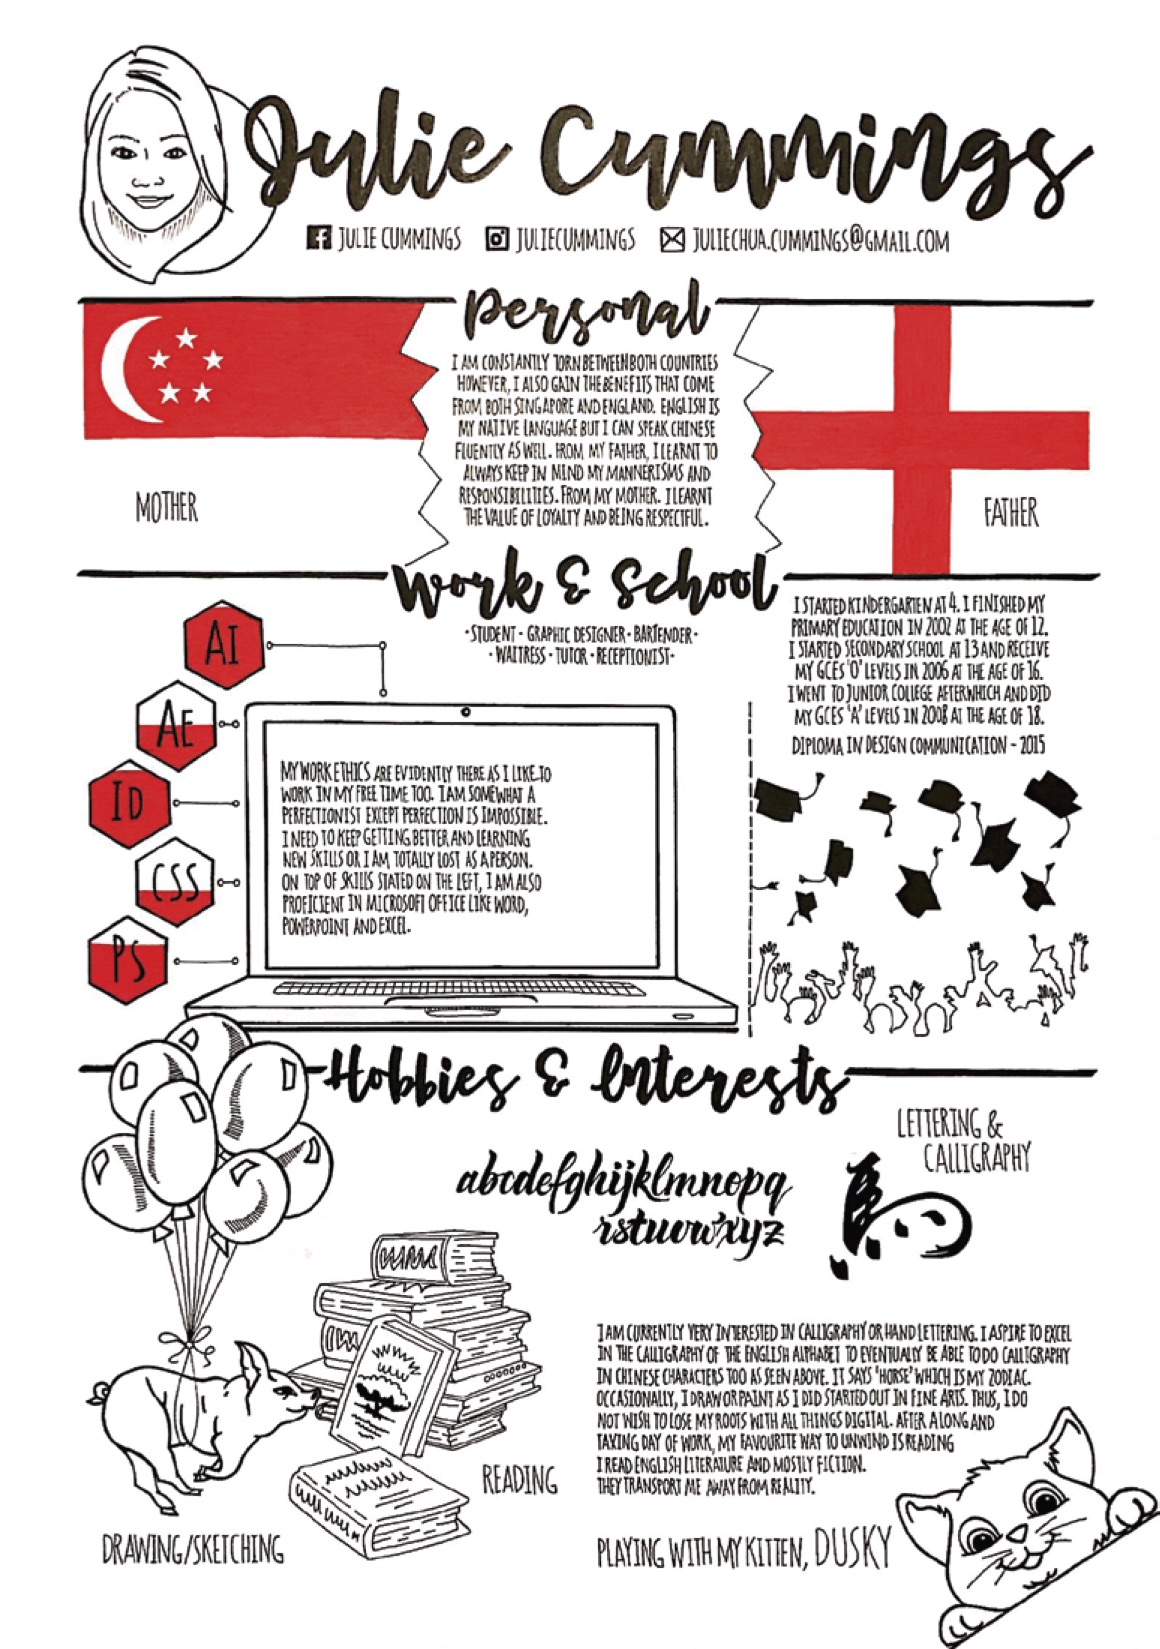 Julie Cummings
JULIE CUMMINGS JULIECUMMINGS JULIECHUA.CUMMINGS@GMAIL.COM
Personal
I AM CONSTANTLY TORN BETWEEN BOTH COUNTRIES
HOWEVER, I ALSO GAIN THE BENEFITS THAT COME
FROM BOTH SINGAPORE AND ENGLAND. ENGLISH IS
MY NATIVE LANGUAGE BUT I CAN SPEAK CHINESE
FLUENTLY AS WELL. FROM MY FATHER, I LEARNT TO
ALWAYS KEEP IN MIND MY MANNERISMS AND
RESPONSIBILITIES. FROM MY MOTHER. I LEARNT
THE VALUE OF LOYALTY AND BEING RESPECTFUL.
MOTHER
FATHER
Work & School
·STUDENT · GRAPHIC DESIGNER · BARTENDER·
·WAITRESS · TUTOR · RECEPTIONIST·
I STARTED KINDERGARTEN AT 4. I FINISHED MY
PRIMARY EDUCATION IN 2002 AT THE AGE OF 12.
I STARTED SECONDARY SCHOOL AT 13 AND RECEIVE
MY GCES 'O' LEVELS IN 2006 AT THE AGE OF 16.
I WENT TO JUNIOR COLLEGE AFTERWHICH AND DID
MY GCES 'A' LEVELS IN 2008 AT THE AGE OF 18.
DIPLOMA IN DESIGN COMMUNICATION - 2015
AI
AE
ID
CSS
PS
MY WORK ETHICS ARE EVIDENTLY THERE AS I LIKE TO
WORK IN MY FREE TIME TOO. I AM SOMEWHAT A
PERFECTIONIST EXCEPT PERFECTION IS IMPOSSIBLE.
I NEED TO KEEP GETTING BETTER AND LEARNING
NEW SKILLS OR I AM TOTALLY LOST AS A PERSON.
ON TOP OF SKILLS STATED ON THE LEFT, I AM ALSO
PROFICIENT IN MICROSOFT OFFICE LIKE WORD,
POWERPOINT AND EXCEL.
Hobbies & Interests
LETTERING &
CALLIGRAPHY
abcdefghijklmnopq
rstuvwxyz
馬
I AM CURRENTLY VERY INTERESTED IN CALLIGRAPHY OR HAND LETTERING. I ASPIRE TO EXCEL
IN THE CALLIGRAPHY OF THE ENGLISH ALPHABET TO EVENTUALLY BE ABLE TO DO CALLIGRAPHY
IN CHINESE CHARACTERS TOO AS SEEN ABOVE. IT SAYS 'HORSE' WHICH IS MY ZODIAC.
OCCASIONALLY, I DRAW OR PAINT AS I DID STARTED OUT IN FINE ARTS. THUS, I DO
NOT WISH TO LOSE MY ROOTS WITH ALL THINGS DIGITAL. AFTER A LONG AND
TAXING DAY OF WORK, MY FAVOURITE WAY TO UNWIND IS READING
I READ ENGLISH LITERATURE AND MOSTLY FICTION.
THEY TRANSPORT ME AWAY FROM REALITY.
READING
DRAWING/SKETCHING
PLAYING WITH MY KITTEN, DUSKY